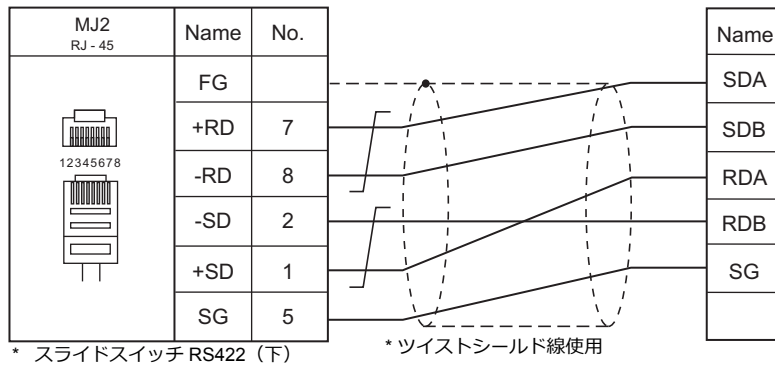 MJ2 Name No. Name
RJ - 45
FG SDA
+RD 7 SDB
12345678
-RD 8 RDA
-SD 2 RDB
+SD 1 SG
SG 5
* スライドスイッチ RS422（下）
* ツイストシールド線使用